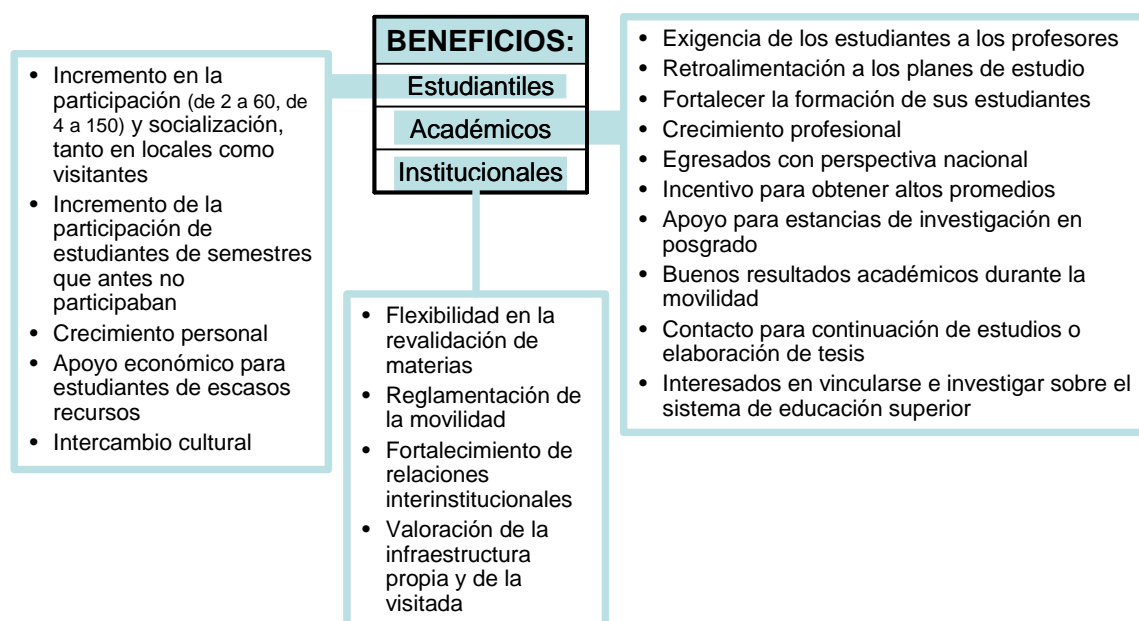 BENEFICIOS:
Estudiantiles
Académicos
Institucionales
• Incremento en la
participación (de 2 a 60, de
4 a 150) y socialización,
tanto en locales como
visitantes
• Incremento de la
participación de
estudiantes de semestres
que antes no
participaban
• Crecimiento personal
• Apoyo económico para
estudiantes de escasos
recursos
• Intercambio cultural
• Exigencia de los estudiantes a los profesores
• Retroalimentación a los planes de estudio
• Fortalecer la formación de sus estudiantes
• Crecimiento profesional
• Egresados con perspectiva nacional
• Incentivo para obtener altos promedios
• Apoyo para estancias de investigación en
posgrado
• Buenos resultados académicos durante la
movilidad
• Contacto para continuación de estudios o
elaboración de tesis
• Interesados en vincularse e investigar sobre el
sistema de educación superior
• Flexibilidad en la
revalidación de
materias
• Reglamentación de
la movilidad
• Fortalecimiento de
relaciones
interinstitucionales
• Valoración de la
infraestructura
propia y de la
visitada